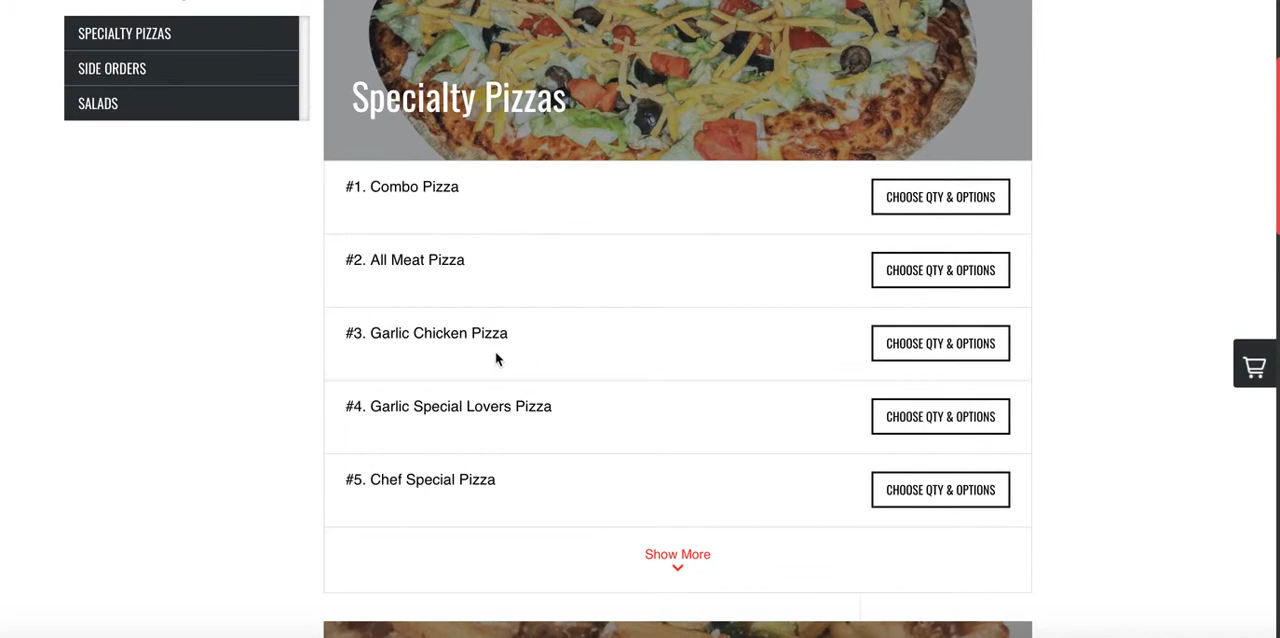 SPECIALTY PIZZAS
SIDE ORDERS
SALADS
Specialty Pizzas
#1. Combo Pizza
CHOOSE QTY & OPTIONS
#2. All Meat Pizza
CHOOSE QTY & OPTIONS
#3. Garlic Chicken Pizza
CHOOSE QTY & OPTIONS
#4. Garlic Special Lovers Pizza
CHOOSE QTY & OPTIONS
#5. Chef Special Pizza
CHOOSE QTY & OPTIONS
Show More